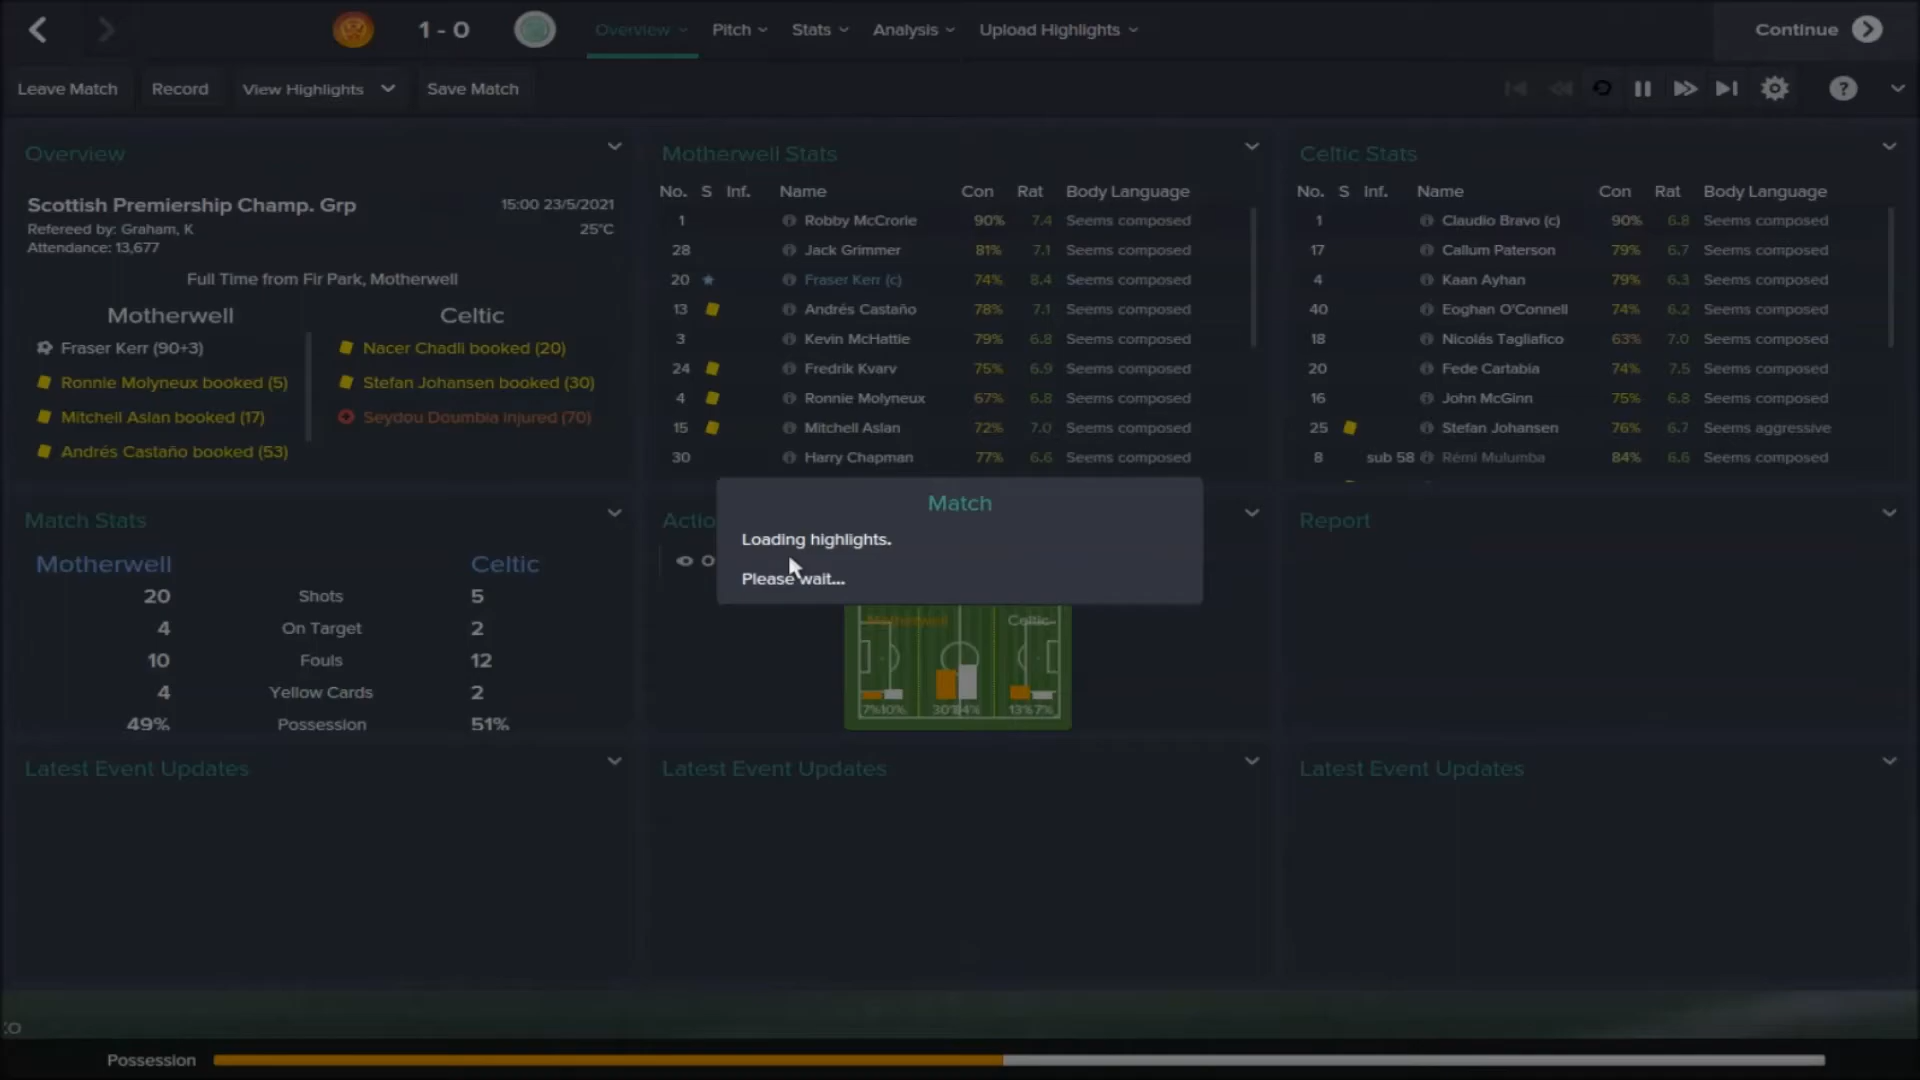 1 - 0
Overview
Pitch
Stats
Analysis
Upload Highlights
Continue
Leave Match
Record
View Highlights
Save Match
?
Overview
Scottish Premiership Champ. Grp
15:00 23/5/2021
Refereed by: Graham, K
25°C
Attendance: 13,677
Full Time from Fir Park, Motherwell
Motherwell
Celtic
Fraser Kerr (90+3)
Nacer Chadli booked (20)
Ronnie Molyneux booked (5)
Stefan Johansen booked (30)
Mitchell Aslan booked (17)
Seydou Doumbia injured (70)
Andrés Castaño booked (53)
Motherwell Stats
No. S Inf. Name Con Rat Body Language
1 Robby McCrorie 90% 7.4 Seems composed
28 Jack Grimmer 81% 7.1 Seems composed
20 Fraser Kerr (c) 74% 8.4 Seems composed
13 Andrés Castaño 78% 7.1 Seems composed
3 Kevin McHattie 79% 6.8 Seems composed
24 Fredrik Kvarv 75% 6.9 Seems composed
4 Ronnie Molyneux 67% 6.8 Seems composed
15 Mitchell Aslan 72% 7.0 Seems composed
30 Harry Chapman 77% 6.6 Seems composed
Celtic Stats
No. S Inf. Name Con Rat Body Language
1 Claudio Bravo (c) 90% 6.8 Seems composed
17 Callum Paterson 79% 6.7 Seems composed
4 Kaan Ayhan 79% 6.3 Seems composed
40 Eoghan O'Connell 74% 6.2 Seems composed
18 Nicolás Tagliafico 63% 7.0 Seems composed
20 Fede Cartabia 74% 7.5 Seems composed
16 John McGinn 75% 6.8 Seems composed
25 Stefan Johansen 76% 6.7 Seems aggressive
8 sub 58 Rémi Mulumba 84% 6.6 Seems composed
Match Stats
Motherwell
Celtic
20 Shots 5
4 On Target 2
10 Fouls 12
4 Yellow Cards 2
49% Possession 51%
Actio
O
Match
Loading highlights.
Please wait...
Motherwell
Celtic
7% 10%
13% 7%
Report
Latest Event Updates
Latest Event Updates
Latest Event Updates
Possession